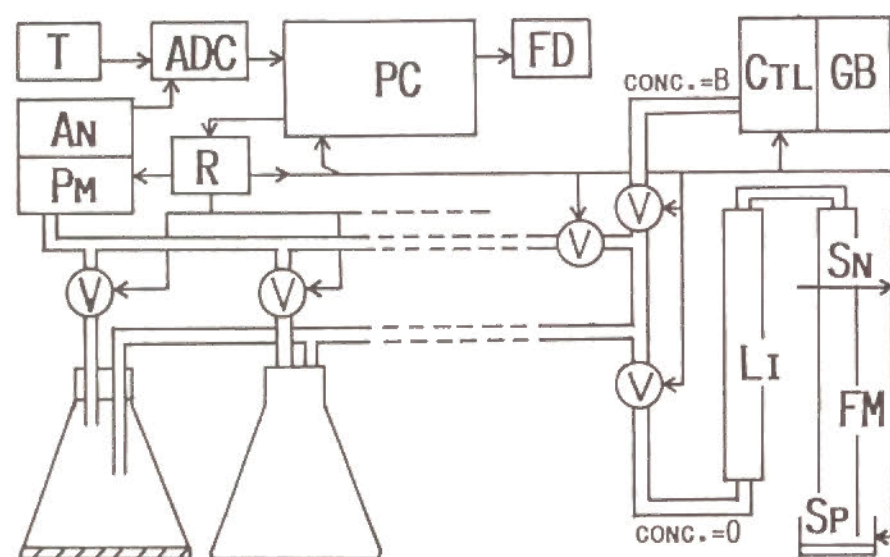 T
ADC
PC
FD
CTL
GB
CONC.=B
AN
PM
R
V
V
V
V
SN
V
LI
FM
SP
CONC.=0